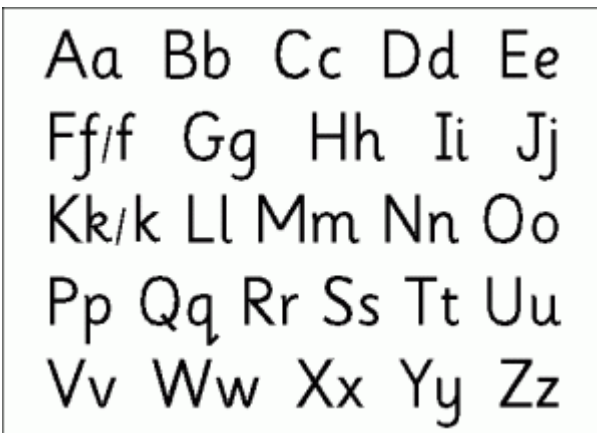 Aa Bb Cc Dd Ee
Ff/f Gg Hh Ii Jj
Kk/k Ll Mm Nn Oo
Pp Qq Rr Ss Tt Uu
Vv Ww Xx Yy Zz